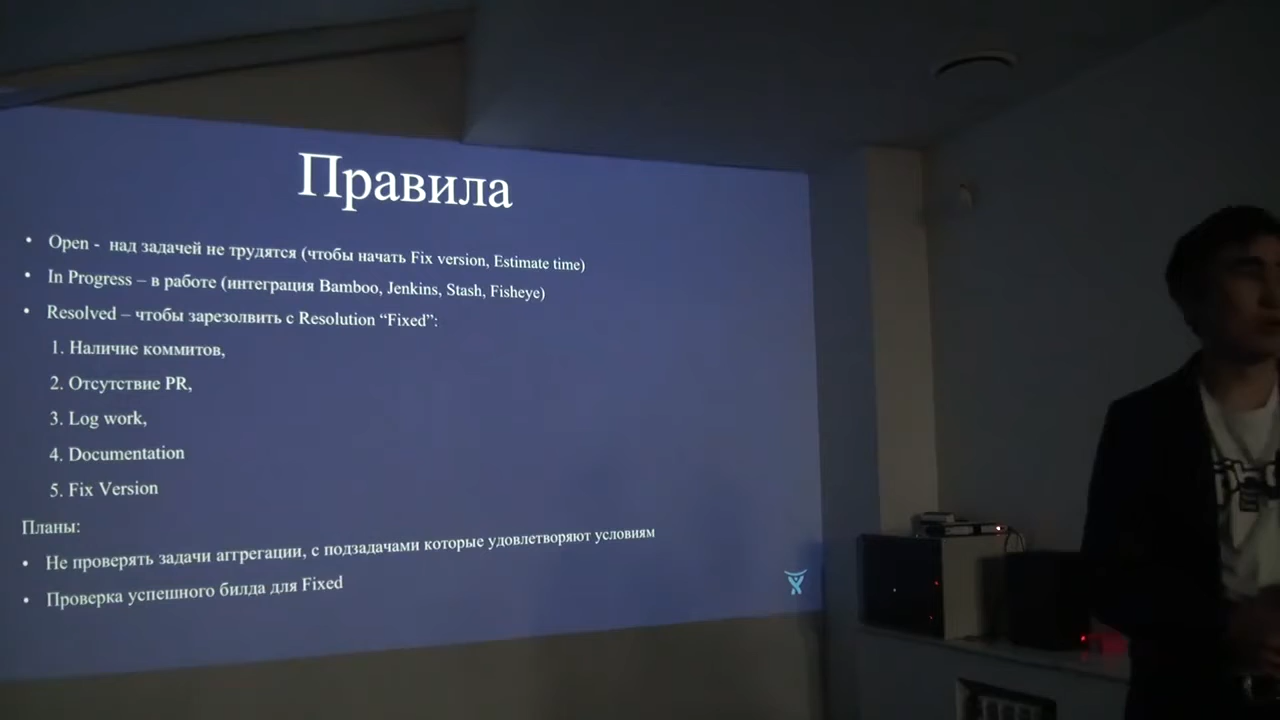 Правила
• Open - над задачей не трудятся (чтобы начать Fix version, Estimate time)
• In Progress – в работе (интеграция Bamboo, Jenkins, Stash, Fisheye)
• Resolved – чтобы зарезолвить с Resolution “Fixed”:
1. Наличие коммитов,
2. Отсутствие PR,
3. Log work,
4. Documentation
5. Fix Version
Планы:
• Не проверять задачи аггрегации, с подзадачами которые удовлетворяют условиям
• Проверка успешного билда для Fixed